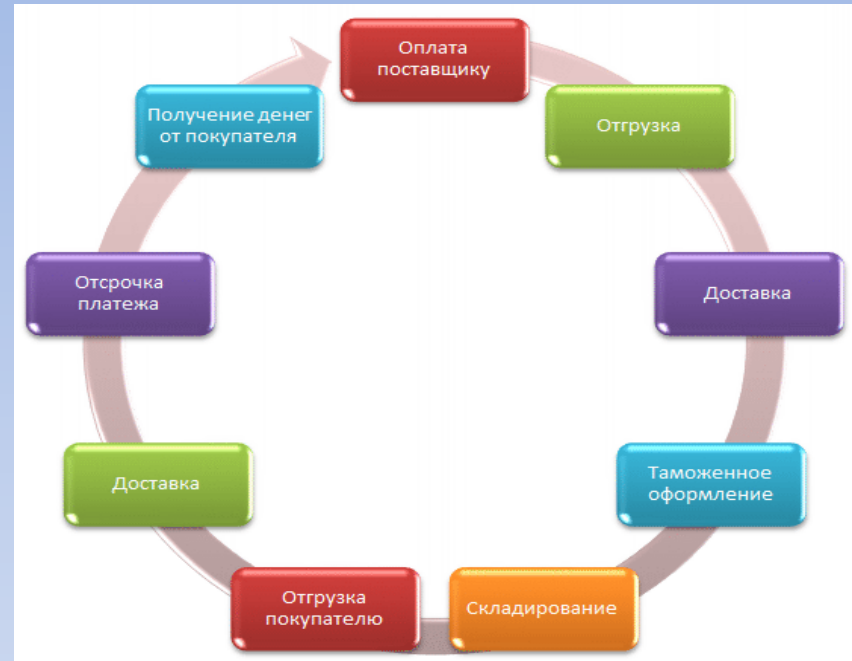 Оплата
поставщику
Отгрузка
Доставка
Таможенное
оформление
Складирование
Отгрузка
покупателю
Доставка
Отсрочка
платежа
Получение денег
от покупателя